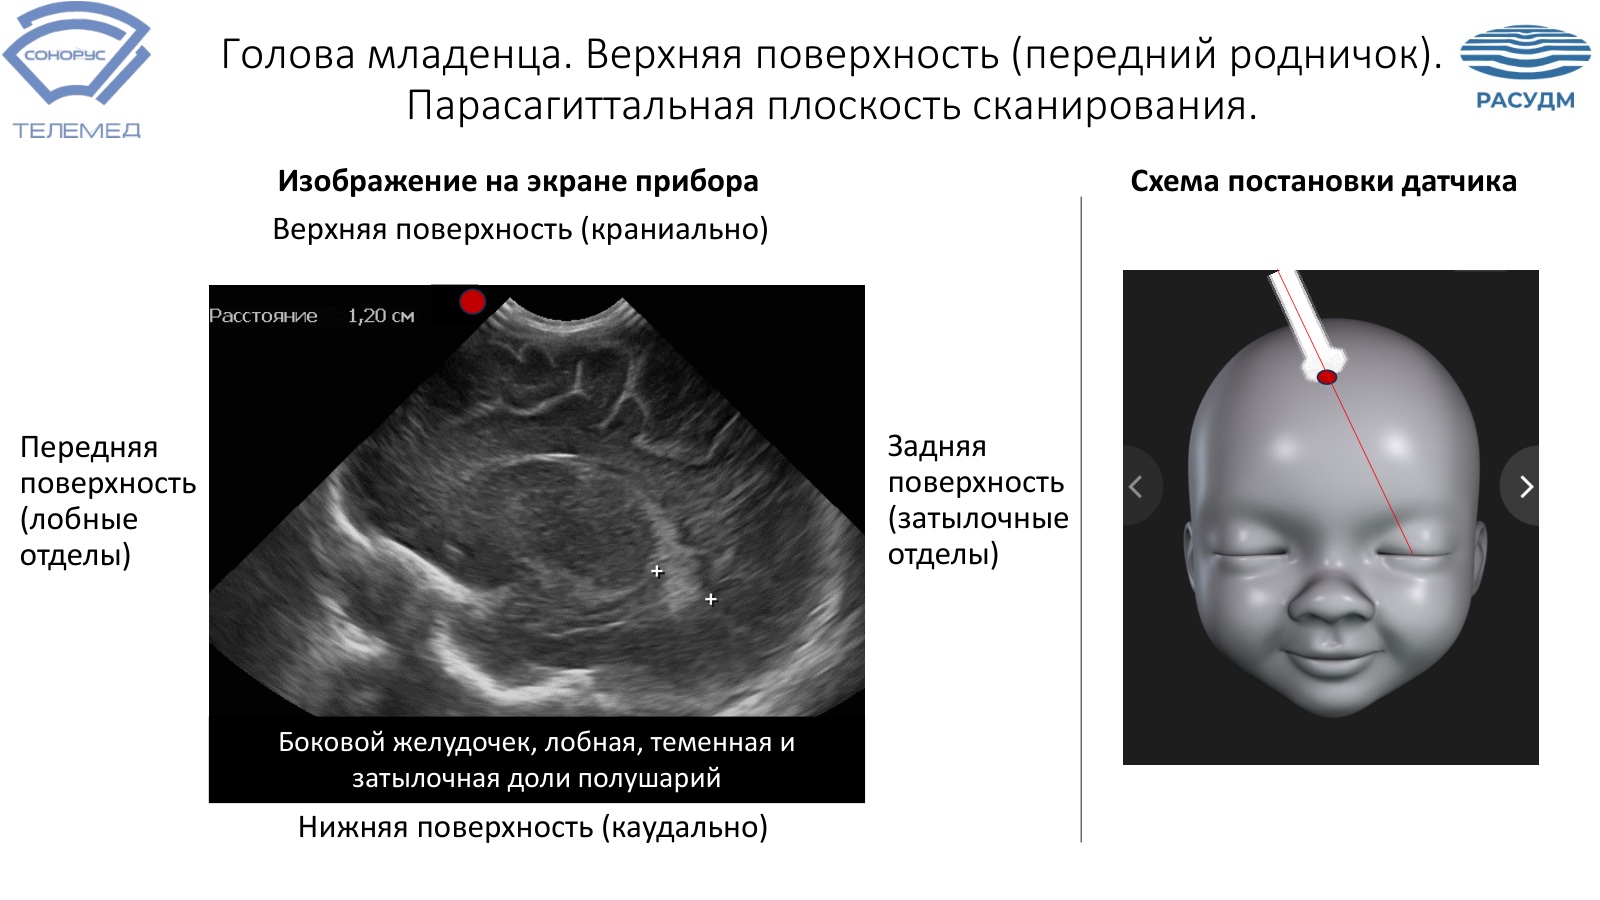 СОНОРУС
ТЕЛЕМЕД
Голова младенца. Верхняя поверхность (передний родничок).
Парасагиттальная плоскость сканирования.
РАСУДМ
Изображение на экране прибора
Верхняя поверхность (краниально)
Расстояние 1,20 см
Передняя
поверхность
(лобные
отделы)
Задняя
поверхность
(затылочные
отделы)
Боковой желудочек, лобная, теменная и
затылочная доли полушарий
Нижняя поверхность (каудально)
Схема постановки датчика